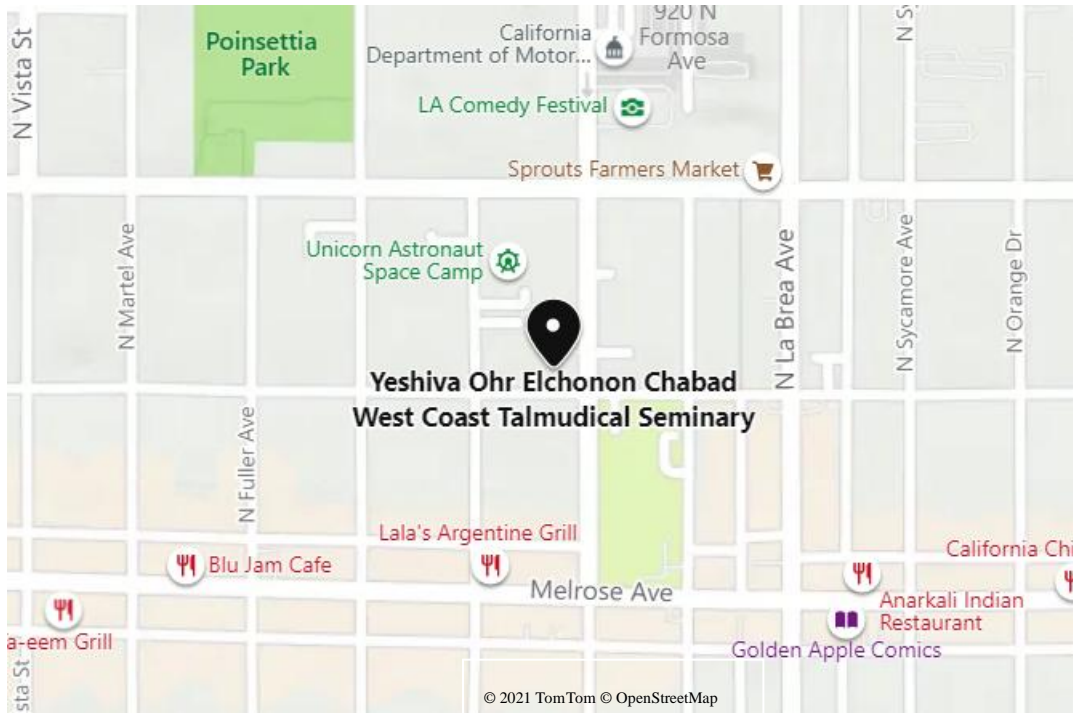 920 N
Formosa
Ave
California
Department of Motor...
N Vista St
Poinsettia
Park
LA Comedy Festival
Sprouts Farmers Market
N Martel Ave
Unicorn Astronaut
Space Camp
N La Brea Ave
N Sycamore Ave
N Orange Dr
Yeshiva Ohr Elchonon Chabad
West Coast Talmudical Seminary
N Fuller Ave
Lala's Argentine Grill
Blu Jam Cafe
California Chi
Melrose Ave
Anarkali Indian
Restaurant
a-eem Grill
Golden Apple Comics
sta St
© 2021 TomTom © OpenStreetMap